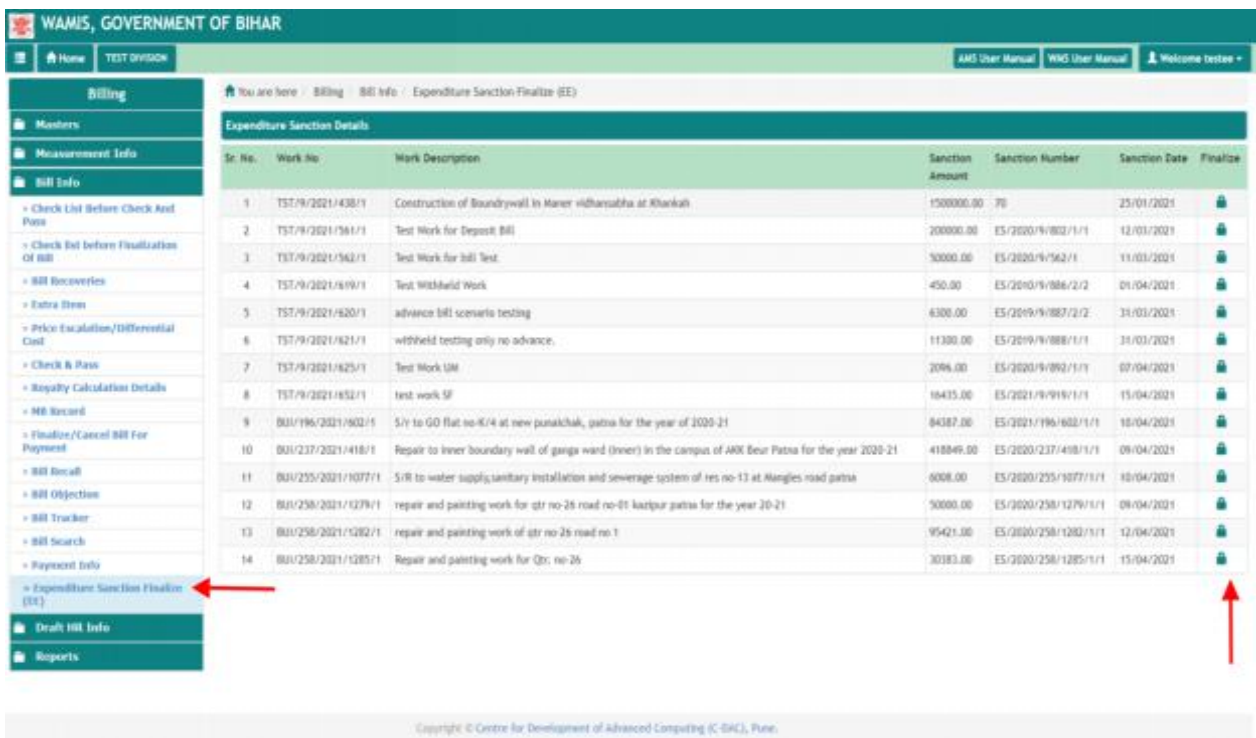 WAMIS, GOVERNMENT OF BIHAR
Home TEST DIVISION AMS User Manual WMS User Manual Welcome testee
Billing
Masters
Measurement Info
Bill Info
» Check List Before Check And
Pass
» Check list before Finalization
Of Bill
» Bill Recoveries
» Extra Item
» Price Escalation/Differential
Cost
» Check & Pass
» Royalty Calculation Details
» MB Record
» Finalize/Cancel Bill For
Payment
» Bill Recall
» Bill Objection
» Bill Tracker
» Bill Search
» Payment Info
» Expenditure Sanction Finalize
(EE)
Draft Hill Info
Reports
You are here / Billing / Bill Info / Expenditure Sanction Finalize (EE)
Expenditure Sanction Details
Sr. No. Work No Work Description Sanction Amount Sanction Number Sanction Date Finalize
1 TST/9/2021/438/1 Construction of Boundrywall in Maner vidhansabha at Khankah 1500000.00 70 25/01/2021
2 TST/9/2021/561/1 Test Work for Deposit Bill 200000.00 ES/2020/9/802/1/1 12/03/2021
3 TST/9/2021/562/1 Test Work for bill Test 50000.00 ES/2020/9/562/1 11/03/2021
4 TST/9/2021/619/1 Test Withheld Work 450.00 ES/2010/9/886/2/2 01/04/2021
5 TST/9/2021/620/1 advance bill scenario testing 6300.00 ES/2019/9/887/2/2 31/03/2021
6 TST/9/2021/621/1 withheld testing only no advance. 11300.00 ES/2019/9/888/1/1 31/03/2021
7 TST/9/2021/625/1 Test Work UM 2096.00 ES/2020/9/892/1/1 07/04/2021
8 TST/9/2021/652/1 test work SF 16435.00 ES/2021/9/919/1/1 15/04/2021
9 BUI/196/2021/602/1 S/r to GO flat no-K/4 at new punaichak, patna for the year of 2020-21 84387.00 ES/2021/196/602/1/1 10/04/2021
10 BUI/237/2021/418/1 Repair to inner boundary wall of ganga ward (inner) in the campus of AKK Beur Patna for the year 2020-21 418849.00 ES/2020/237/418/1/1 09/04/2021
11 BUI/255/2021/1077/1 S/R to water supply,sanitary installation and sewerage system of res no-13 at Mangles road patna 6008.00 ES/2020/255/1077/1/1 10/04/2021
12 BUI/258/2021/1279/1 repair and painting work for qtr no-26 road no-01 kazipur patna for the year 20-21 50000.00 ES/2020/258/1279/1/1 09/04/2021
13 BUI/258/2021/1282/1 repair and painting work of qtr no-26 road no 1 95421.00 ES/2020/258/1282/1/1 12/04/2021
14 BUI/258/2021/1285/1 Repair and painting work for Qtr. no-26 30383.00 ES/2020/258/1285/1/1 15/04/2021
Copyright © Centre for Development of Advanced Computing (C-DAC), Pune.